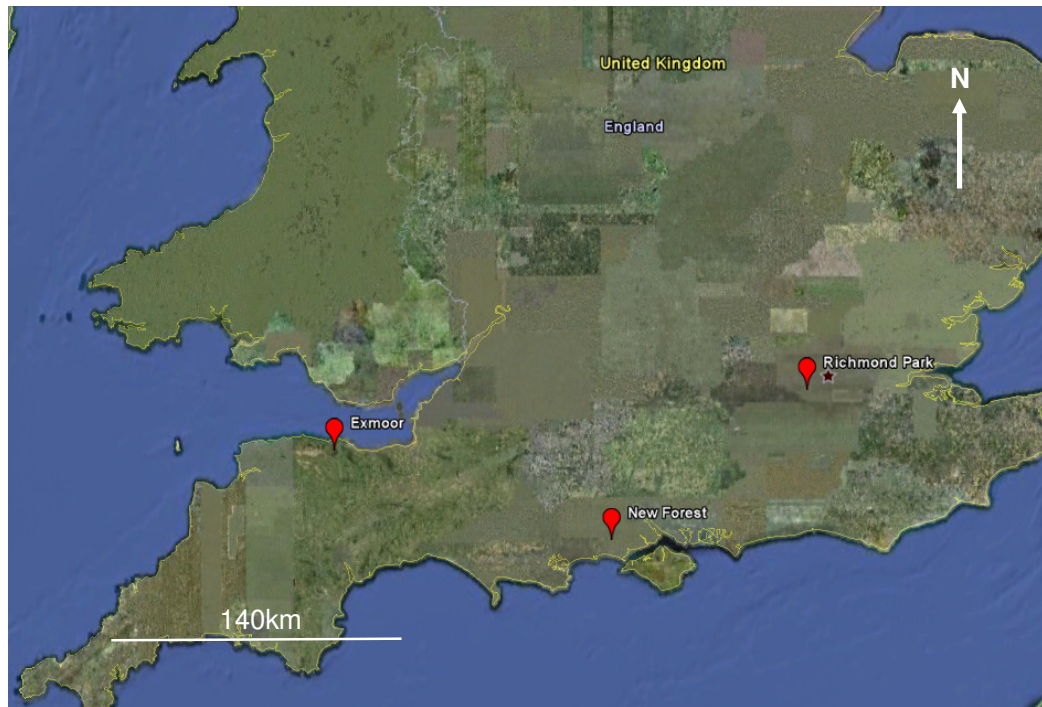 United Kingdom
N
England
Richmond Park
Exmoor
New Forest
140km